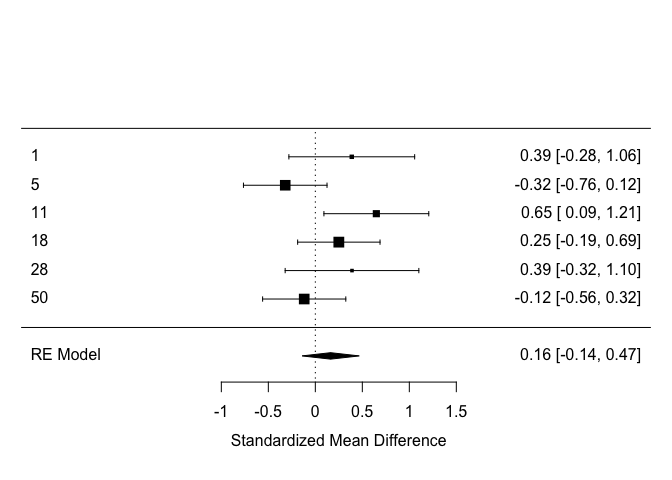 1 0.39 [-0.28, 1.06]
5 -0.32 [-0.76, 0.12]
11 0.65 [ 0.09, 1.21]
18 0.25 [-0.19, 0.69]
28 0.39 [-0.32, 1.10]
50 -0.12 [-0.56, 0.32]
RE Model 0.16 [-0.14, 0.47]
-1 -0.5 0 0.5 1 1.5
Standardized Mean Difference